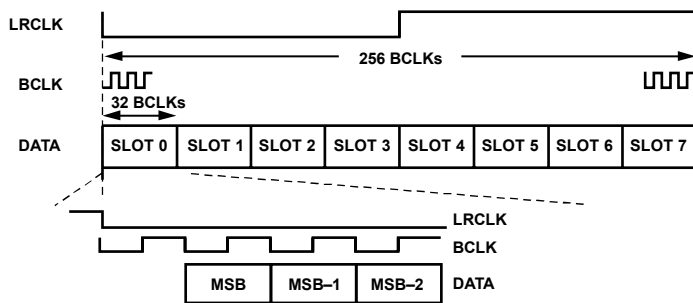 LRCLK
256 BCLKs
BCLK
32 BCLKs
DATA SLOT 0 SLOT 1 SLOT 2 SLOT 3 SLOT 4 SLOT 5 SLOT 6 SLOT 7
LRCLK
BCLK
MSB MSB–1 MSB–2 DATA